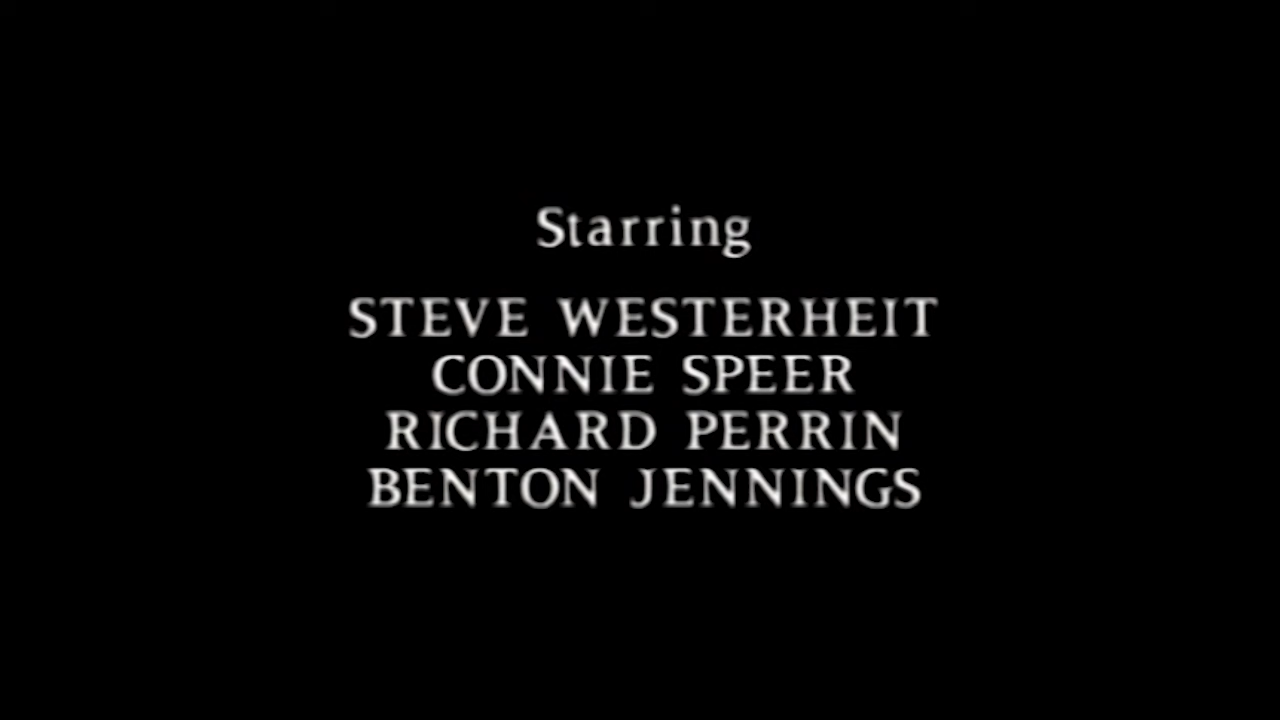 Starring
STEVE WESTERHEIT
CONNIE SPEER
RICHARD PERRIN
BENTON JENNINGS